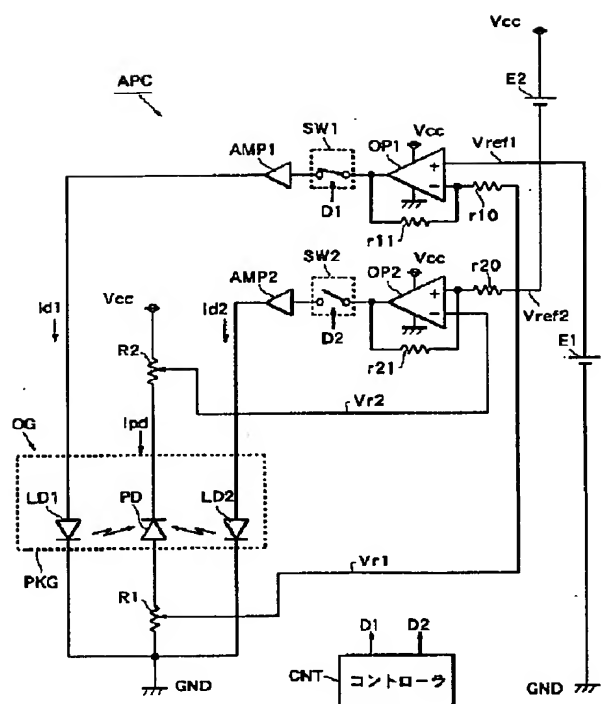 Vcc
E2
APC
SW1
OP1
Vcc
Vref1
AMP1
+
−
D1
r11
r10
SW2
OP2
Vcc
r20
AMP2
+
−
Vcc
Id1
Id2
D2
r21
Vref2
E1
R2
Vr2
OG
Ipd
LD1
PD
LD2
PKG
R1
Vr1
D1
D2
CNT
コントローラ
GND
GND